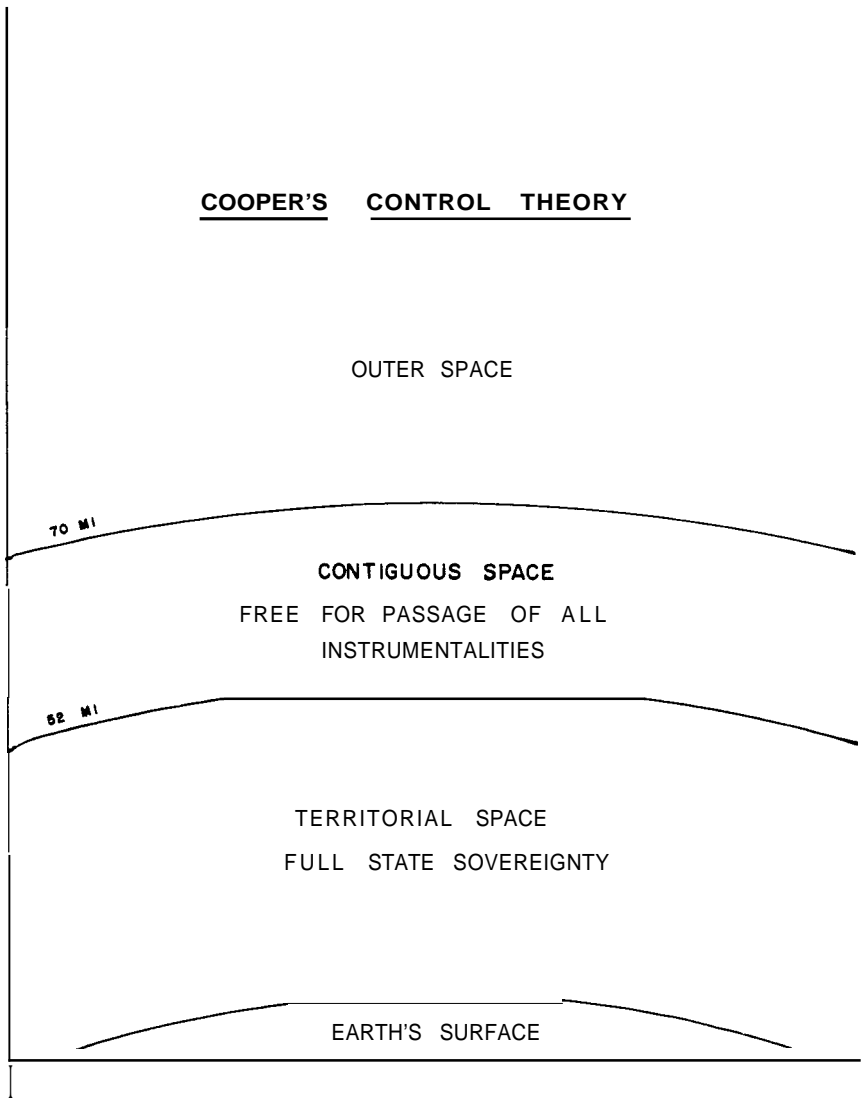 COOPER'S CONTROL THEORY
OUTER SPACE
70 MI
CONTIGUOUS SPACE
FREE FOR PASSAGE OF ALL
INSTRUMENTALITIES
52 MI
TERRITORIAL SPACE
FULL STATE SOVEREIGNTY
EARTH'S SURFACE